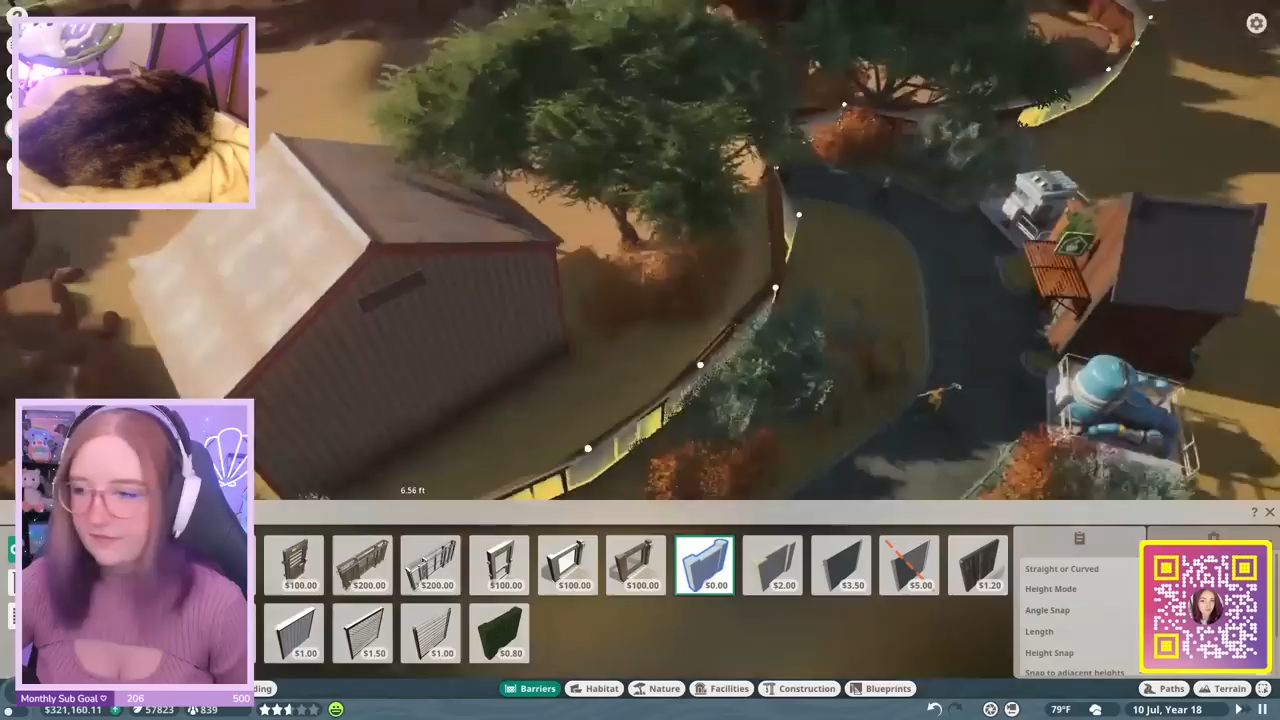 6.56 ft
? ×
$100.00 $200.00 $200.00 $100.00 $100.00 $100.00 $0.00 $2.00 $3.50 $5.00 $1.20
$1.00 $1.50 $1.00 $0.80
Straight or Curved
Height Mode
Angle Snap
Length
Height Snap
Snap to adjacent heights
Barriers Habitat Nature Facilities Construction Blueprints Paths Terrain
Monthly Sub Goal ♡ 206 500
$321,160.11 57823 839 79°F 10 Jul, Year 18